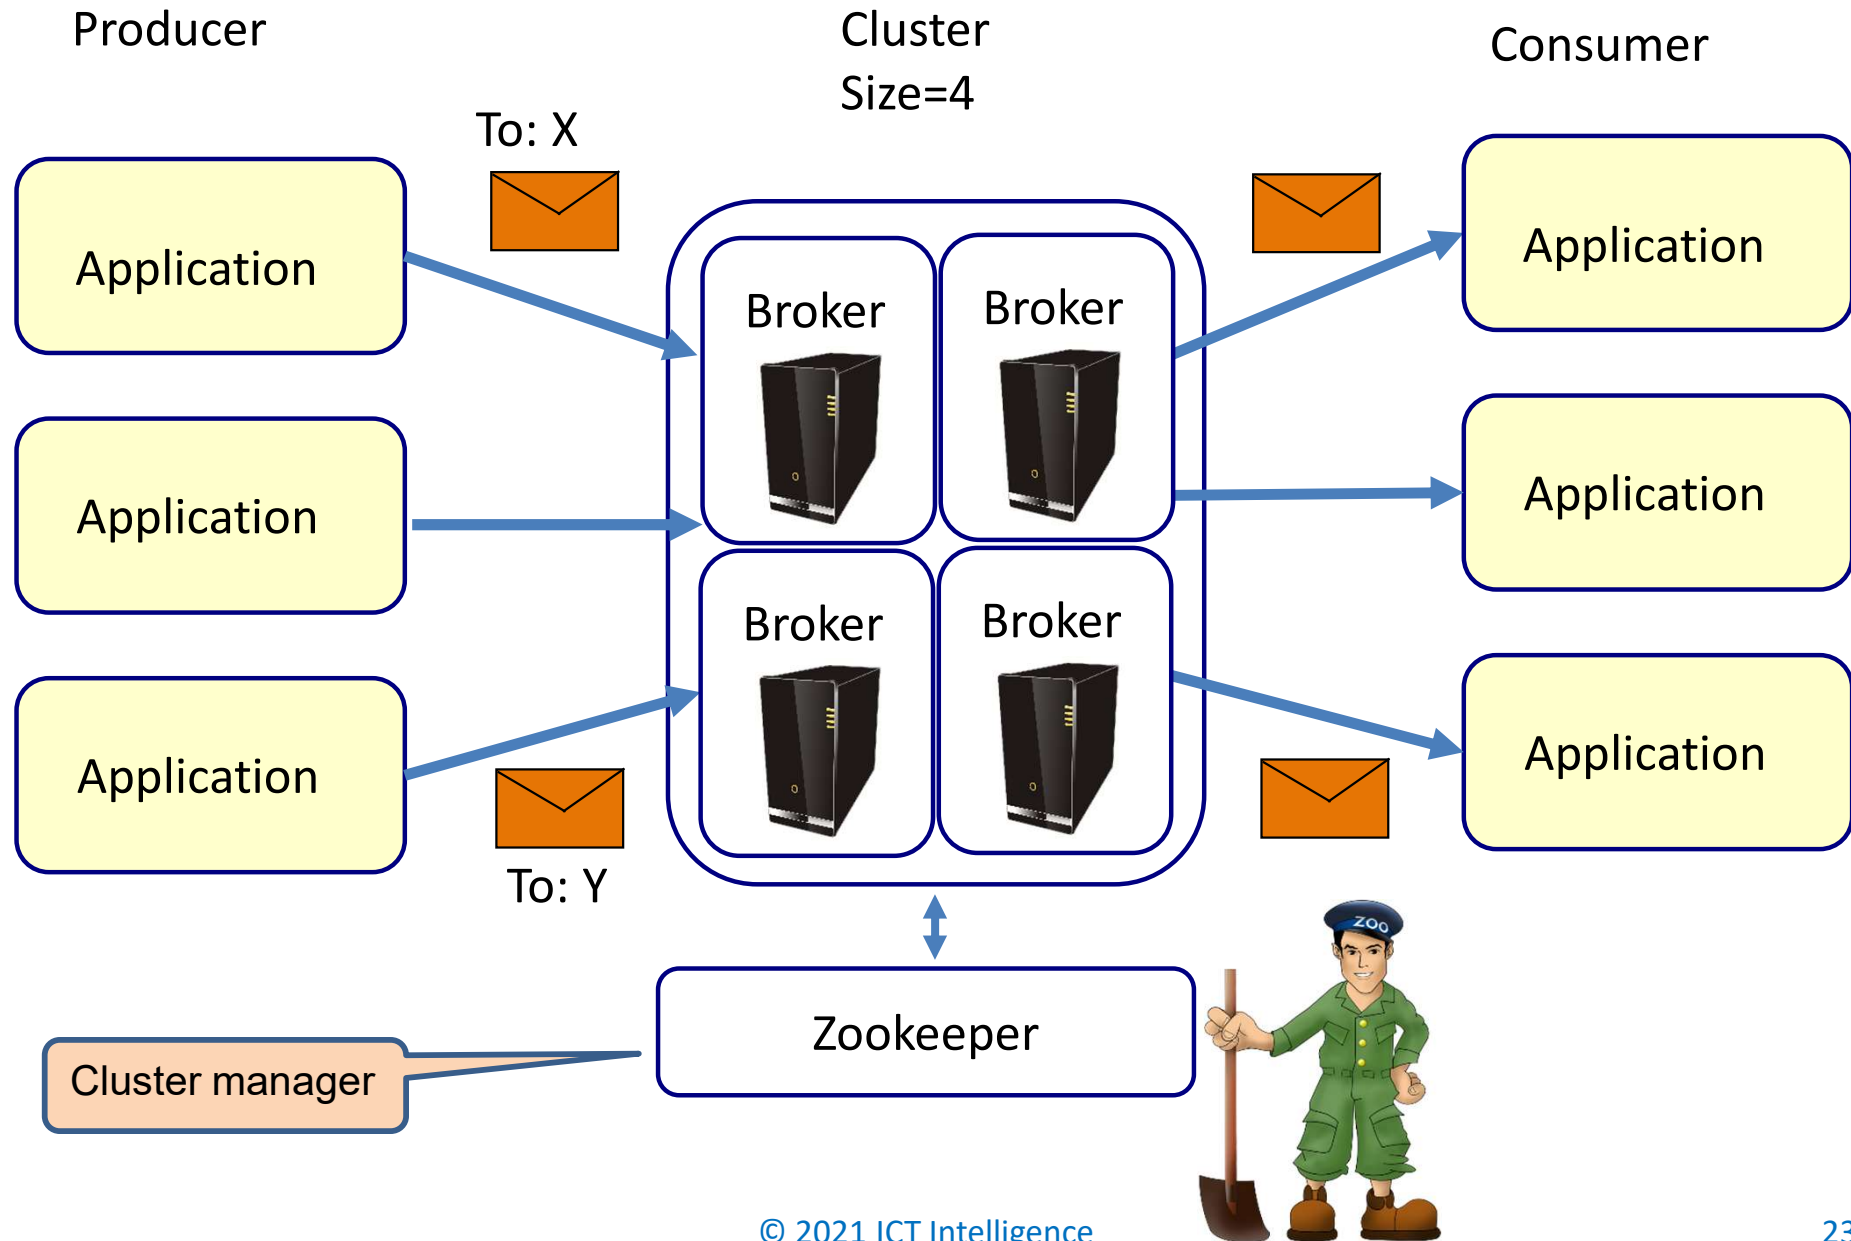 Producer
Cluster
Size=4
Consumer
To: X
Application
Broker
Broker
Application
Application
Application
Broker
Broker
Application
Application
To: Y
ZOO
Zookeeper
Cluster manager
© 2021 ICT Intelligence
23